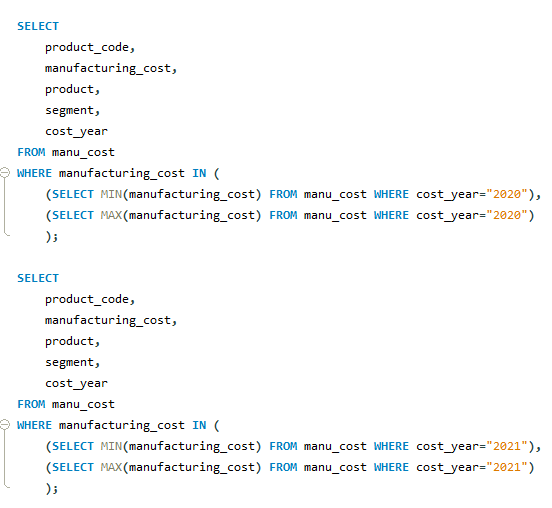 SELECT
product_code,
manufacturing_cost,
product,
segment,
cost_year
FROM manu_cost
WHERE manufacturing_cost IN (
(SELECT MIN(manufacturing_cost) FROM manu_cost WHERE cost_year="2020"),
(SELECT MAX(manufacturing_cost) FROM manu_cost WHERE cost_year="2020")
);
SELECT
product_code,
manufacturing_cost,
product,
segment,
cost_year
FROM manu_cost
WHERE manufacturing_cost IN (
(SELECT MIN(manufacturing_cost) FROM manu_cost WHERE cost_year="2021"),
(SELECT MAX(manufacturing_cost) FROM manu_cost WHERE cost_year="2021")
);